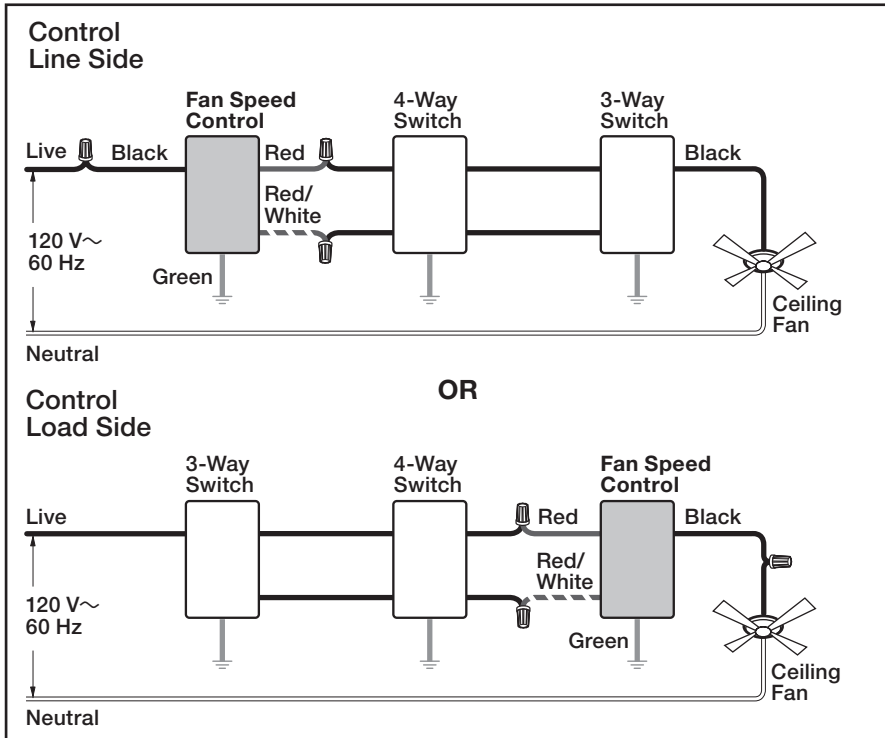 Control
Line Side
Fan Speed
Control
4-Way
Switch
3-Way
Switch
Live
Black
Red
Black
Red/
White
120 V~
60 Hz
Green
Ceiling
Fan
Neutral
OR
Control
Load Side
3-Way
Switch
4-Way
Switch
Fan Speed
Control
Live
Red
Black
Red/
White
120 V~
60 Hz
Green
Ceiling
Fan
Neutral